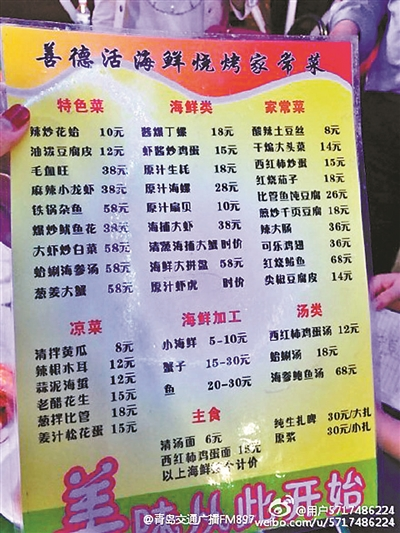 善德活海鲜烧烤家常菜
特色菜
辣炒花蛤 10元
油泼豆腐皮 12元
毛血旺 38元
麻辣小龙虾 38元
铁锅杂鱼 58元
爆炒鱿鱼花 38元
大虾炒白菜 58元
蛤蜊海参汤 58元
葱姜大蟹 58元
海鲜类
酱爆丁螺 18元
虾酱炒鸡蛋 15元
原汁生蚝 18元
原汁海螺 28元
原汁扇贝 10元
海捕大虾 38元
清蒸海捕大蟹 时价
海鲜大拼盘 58元
原汁虾虎 时价
家常菜
酸辣土豆丝 8元
干煸大头菜 14元
西红柿炒蛋 15元
红烧茄子 18元
比管鱼炖豆腐 26元
煎炒千页豆腐 18元
辣大肠 36元
可乐鸡翅 36元
红烧鲐鱼 68元
尖椒豆腐皮 14元
凉菜
清拌黄瓜 8元
辣根木耳 12元
蒜泥海蜇 12元
老醋花生 15元
葱拌比管 18元
姜汁松花蛋 15元
海鲜加工
小海鲜 5-10元
蟹子 15-30元
鱼 20-30元
汤类
西红柿鸡蛋汤 12元
蛤蜊汤 18元
海参鲍鱼汤 68元
主食
清汤面 6元
西红柿鸡蛋面 15元
以上海鲜 个计价
纯生扎啤 30元/大扎
原浆 30元/小扎
美味从此开始
@用户5717486224
@青岛交通广播FM897weibo.com/u/5717486224